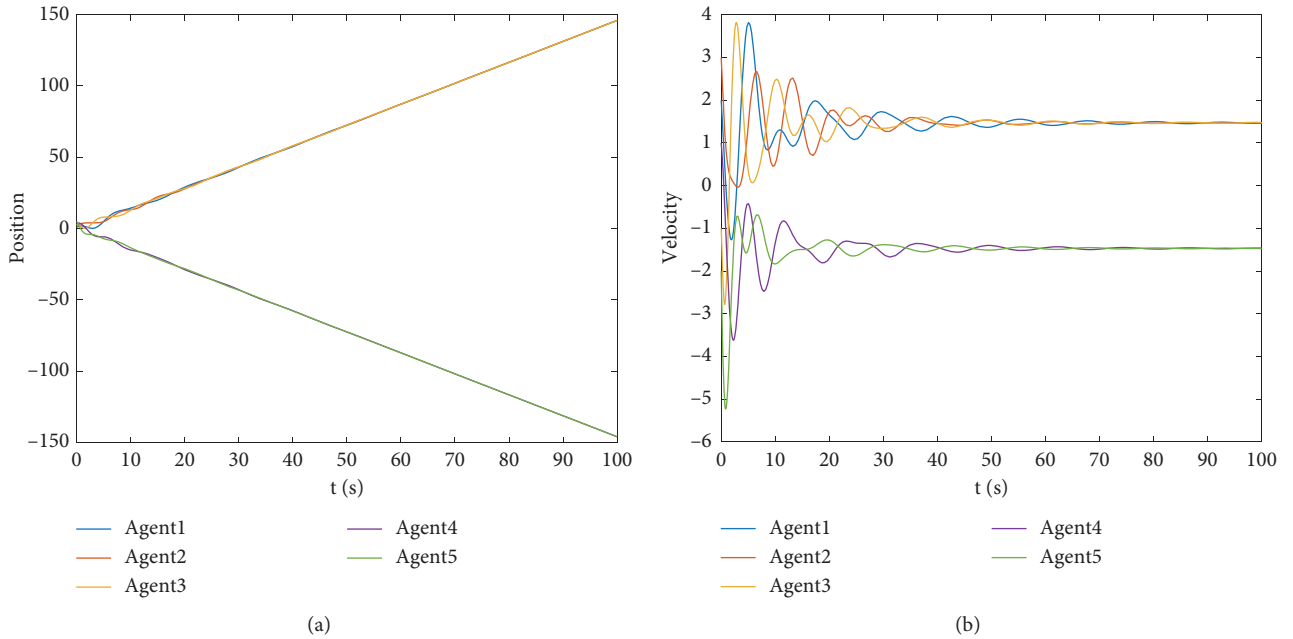 150
100
50
0
–50
–100
–150
Position
0 10 20 30 40 50 60 70 80 90 100
t (s)
Agent1 Agent4
Agent2 Agent5
Agent3
(a)
4
3
2
1
0
–1
–2
–3
–4
–5
–6
Velocity
0 10 20 30 40 50 60 70 80 90 100
t (s)
Agent1 Agent4
Agent2 Agent5
Agent3
(b)